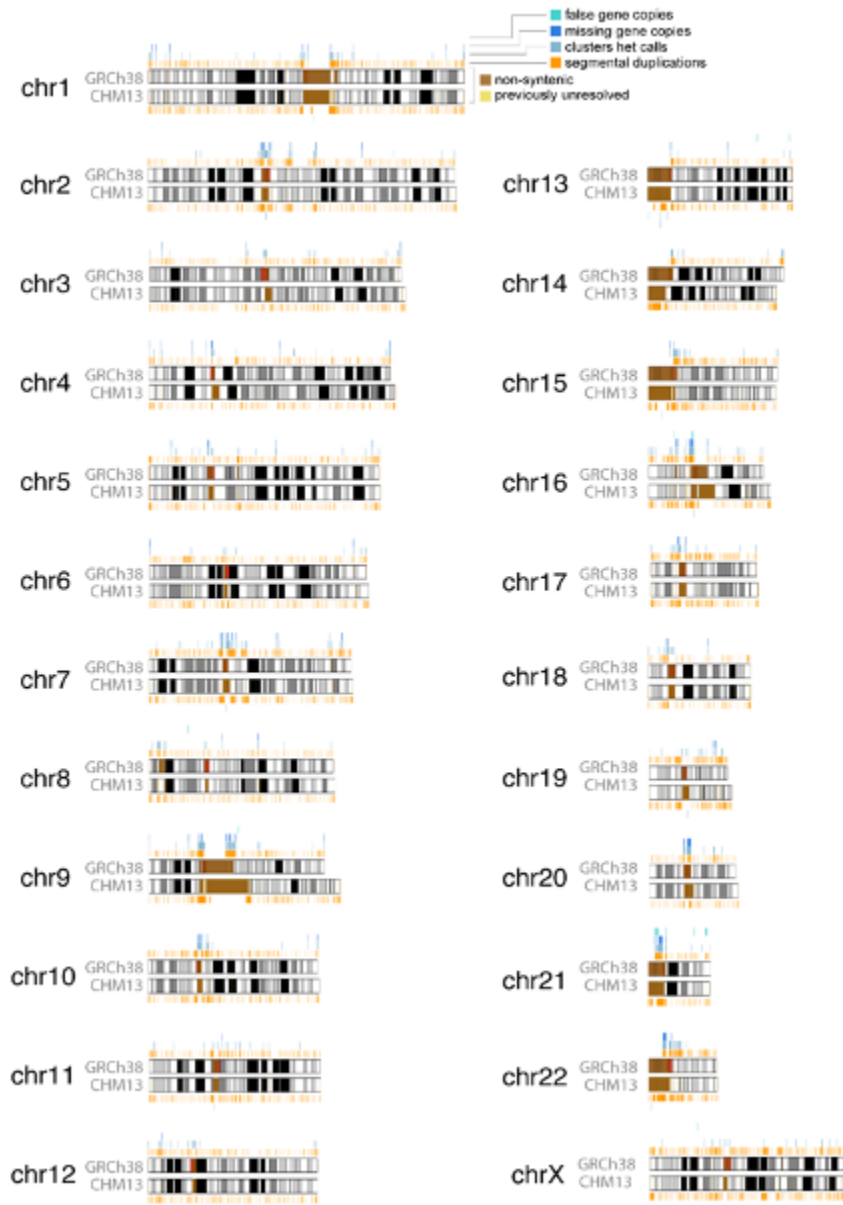 false gene copies
missing gene copies
clusters het calls
segmental duplications
non-syntenic
previously unresolved
chr1 GRCh38
CHM13
chr2 GRCh38
CHM13
chr3 GRCh38
CHM13
chr4 GRCh38
CHM13
chr5 GRCh38
CHM13
chr6 GRCh38
CHM13
chr7 GRCh38
CHM13
chr8 GRCh38
CHM13
chr9 GRCh38
CHM13
chr10 GRCh38
CHM13
chr11 GRCh38
CHM13
chr12 GRCh38
CHM13
chr13 GRCh38
CHM13
chr14 GRCh38
CHM13
chr15 GRCh38
CHM13
chr16 GRCh38
CHM13
chr17 GRCh38
CHM13
chr18 GRCh38
CHM13
chr19 GRCh38
CHM13
chr20 GRCh38
CHM13
chr21 GRCh38
CHM13
chr22 GRCh38
CHM13
chrX GRCh38
CHM13